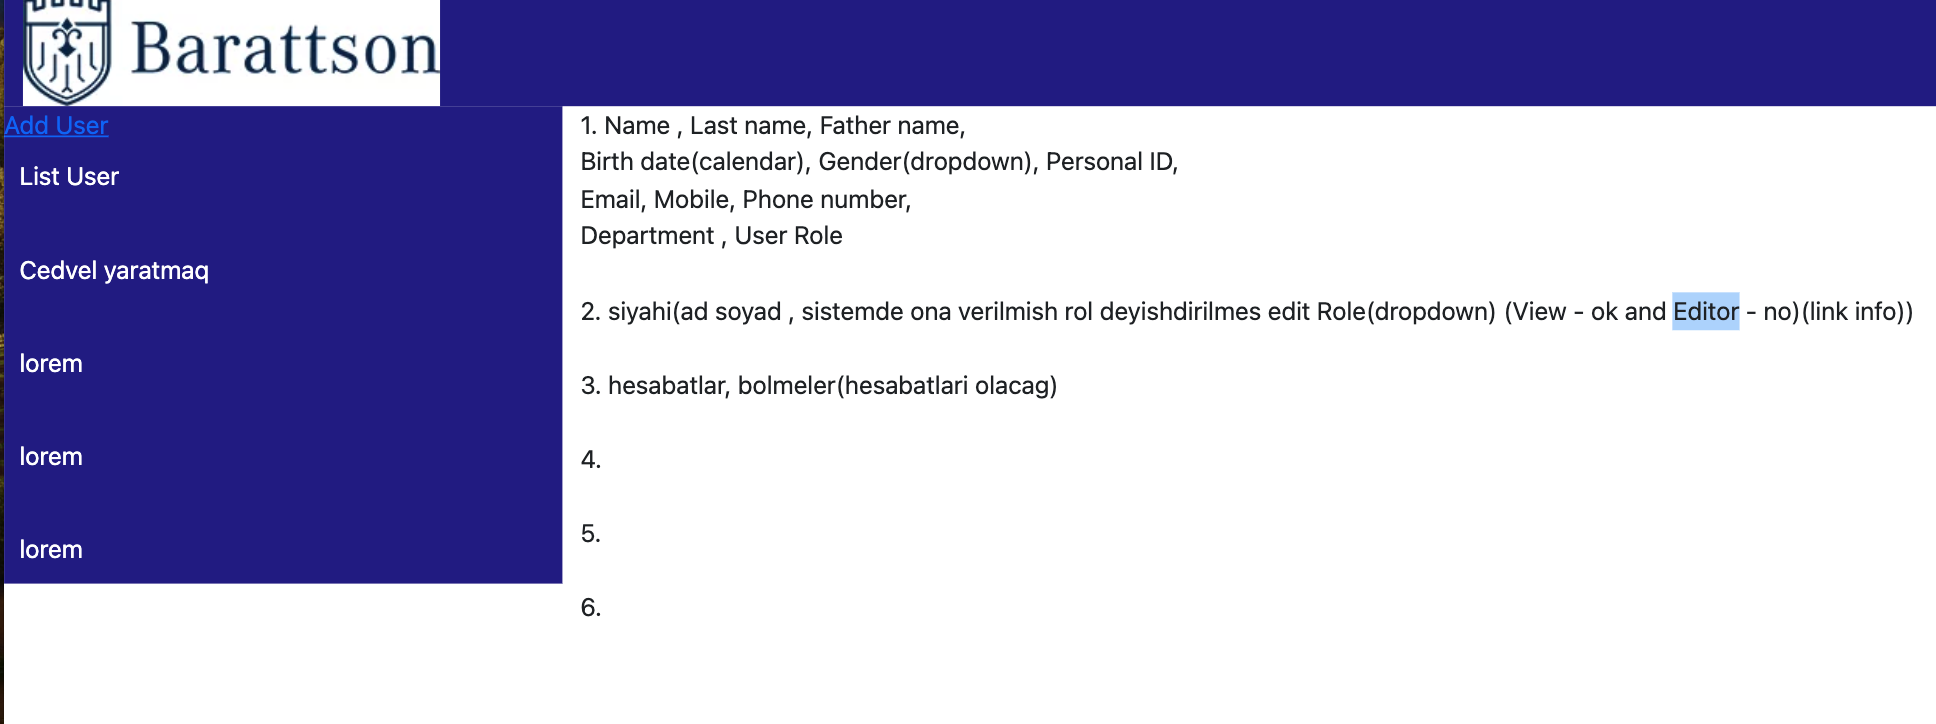 Barattson
Add User
List User
Cedvel yaratmaq
lorem
lorem
lorem
1. Name , Last name, Father name,
Birth date(calendar), Gender(dropdown), Personal ID,
Email, Mobile, Phone number,
Department , User Role
2. siyahi(ad soyad , sistemde ona verilmish rol deyishdirilmes edit Role(dropdown) (View - ok and Editor - no)(link info))
3. hesabatlar, bolmeler(hesabatlari olacag)
4.
5.
6.